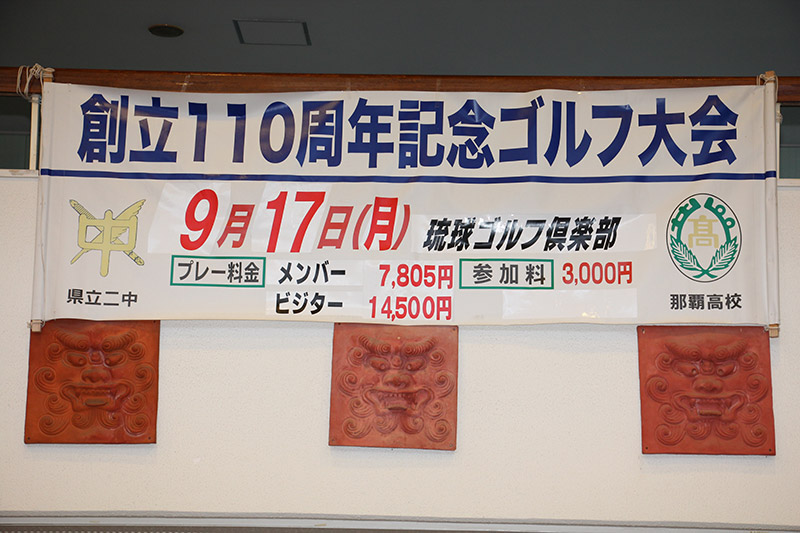 創立110周年記念ゴルフ大会
9月17日(月) 琉球ゴルフ倶楽部
プレー料金 メンバー 7,805円 参加料 3,000円
ビジター 14,500円
中
県立二中
髙
那覇高校